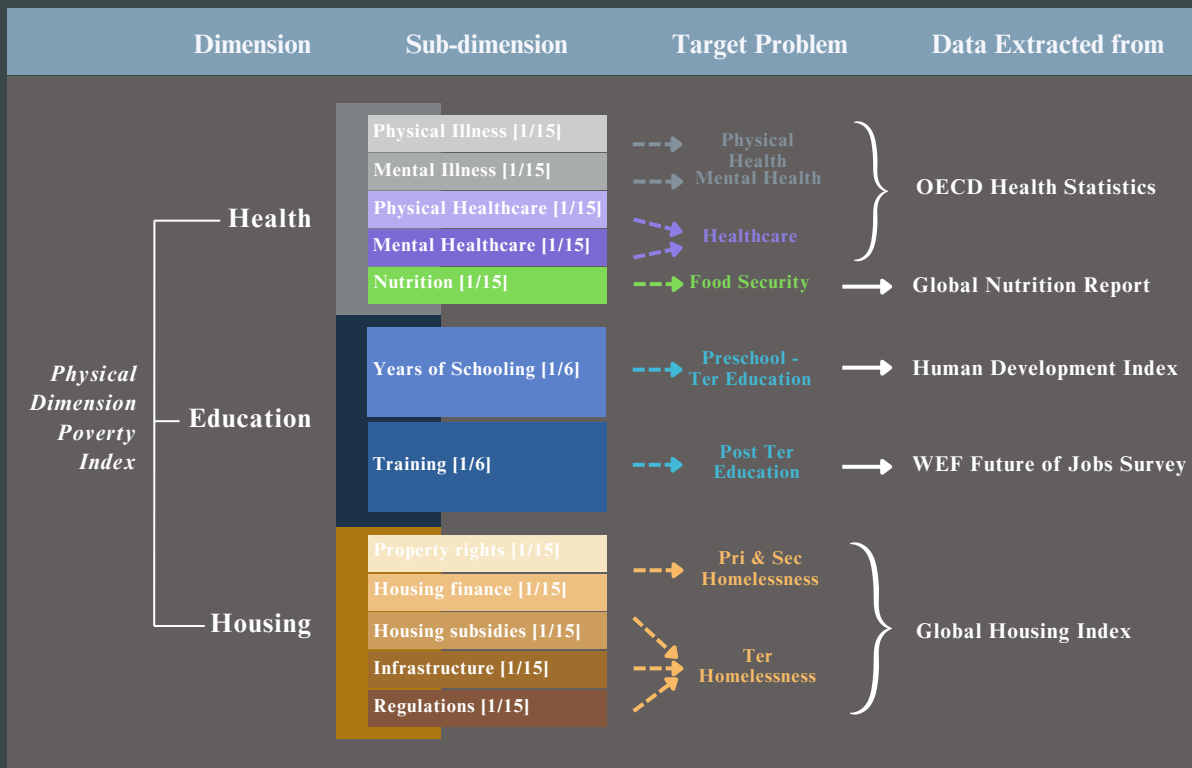 Dimension
Sub-dimension
Target Problem
Data Extracted from
Physical
Dimension
Poverty
Index
Health
Physical Illness [1/15]
Mental Illness [1/15]
Physical Healthcare [1/15]
Mental Healthcare [1/15]
Nutrition [1/15]
Physical
Health
Mental Health
Healthcare
Food Security
OECD Health Statistics
Global Nutrition Report
Education
Years of Schooling [1/6]
Training [1/6]
Preschool -
Ter Education
Post Ter
Education
Human Development Index
WEF Future of Jobs Survey
Housing
Property rights [1/15]
Housing finance [1/15]
Housing subsidies [1/15]
Infrastructure [1/15]
Regulations [1/15]
Pri & Sec
Homelessness
Ter
Homelessness
Global Housing Index